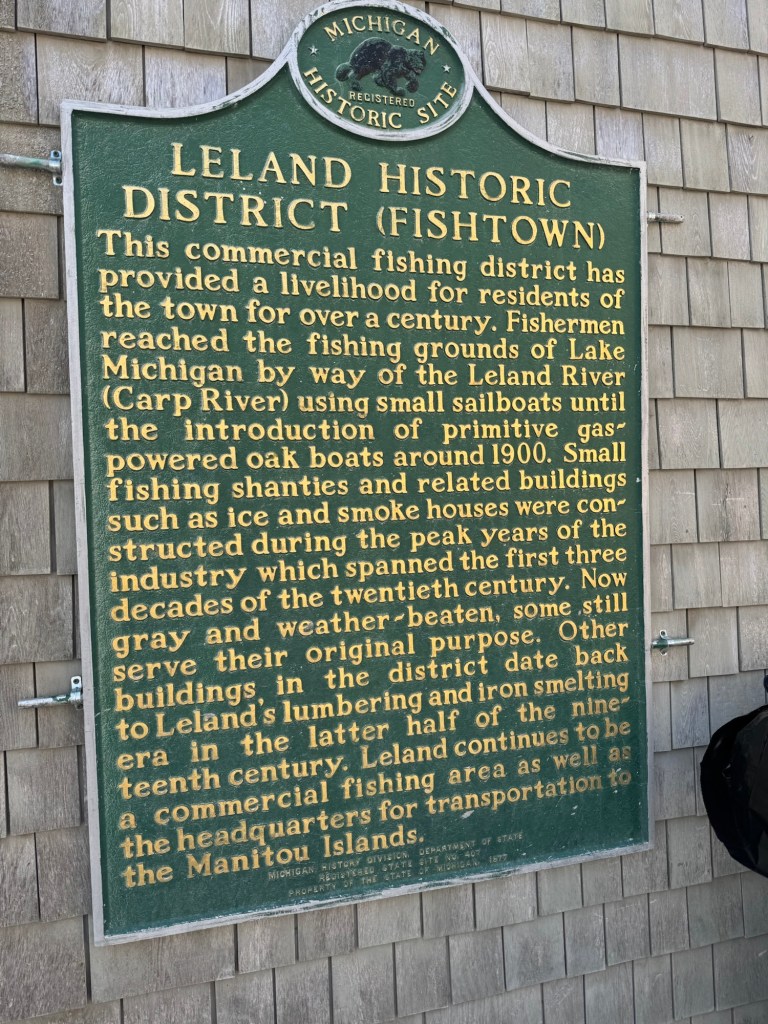 MICHIGAN
REGISTERED
HISTORIC SITE
LELAND HISTORIC
DISTRICT (FISHTOWN)
This commercial fishing district has
provided a livelihood for residents of
the town for over a century. Fishermen
reached the fishing grounds of Lake
Michigan by way of the Leland River
(Carp River) using small sailboats until
the introduction of primitive gas-
powered oak boats around 1900. Small
fishing shanties and related buildings
such as ice and smoke houses were con-
structed during the peak years of the
industry which spanned the first three
decades of the twentieth century. Now
gray and weather-beaten, some still
serve their original purpose. Other
buildings in the district date back
to Leland's lumbering and iron smelting
era in the latter half of the nine-
teenth century. Leland continues to be
a commercial fishing area as well as
the headquarters for transportation to
the Manitou Islands.
MICHIGAN HISTORY DIVISION, DEPARTMENT OF STATE
REGISTERED STATE SITE NO.
PROPERTY OF THE STATE OF MICHIGAN, 1977